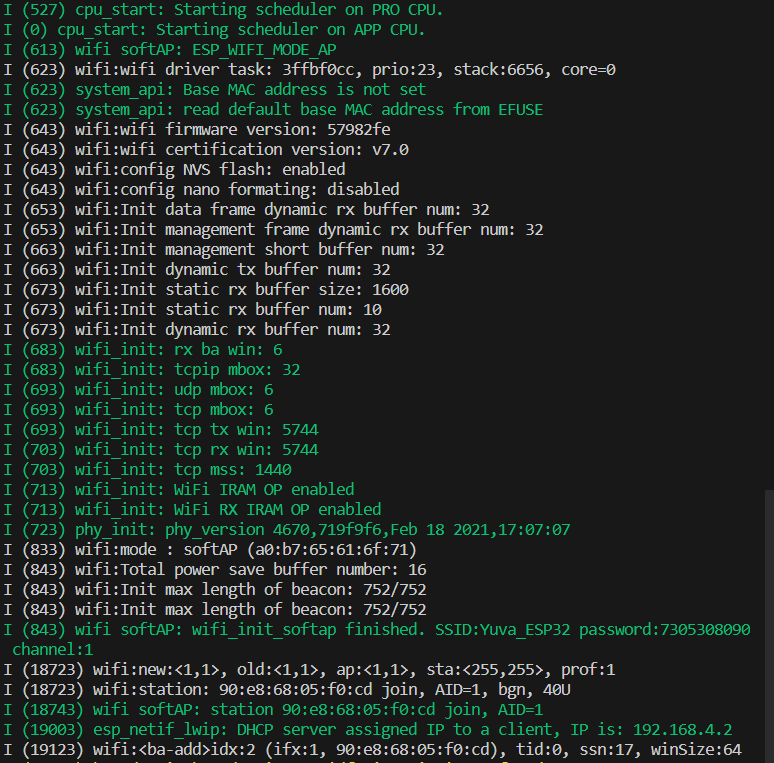 I (527) cpu_start: Starting scheduler on PRO CPU.
I (0) cpu_start: Starting scheduler on APP CPU.
I (613) wifi softAP: ESP_WIFI_MODE_AP
I (623) wifi:wifi driver task: 3ffbf0cc, prio:23, stack:6656, core=0
I (623) system_api: Base MAC address is not set
I (623) system_api: read default base MAC address from EFUSE
I (643) wifi:wifi firmware version: 57982fe
I (643) wifi:wifi certification version: v7.0
I (643) wifi:config NVS flash: enabled
I (643) wifi:config nano formating: disabled
I (653) wifi:Init data frame dynamic rx buffer num: 32
I (653) wifi:Init management frame dynamic rx buffer num: 32
I (663) wifi:Init management short buffer num: 32
I (663) wifi:Init dynamic tx buffer num: 32
I (673) wifi:Init static rx buffer size: 1600
I (673) wifi:Init static rx buffer num: 10
I (673) wifi:Init dynamic rx buffer num: 32
I (683) wifi_init: rx ba win: 6
I (683) wifi_init: tcpip mbox: 32
I (693) wifi_init: udp mbox: 6
I (693) wifi_init: tcp mbox: 6
I (693) wifi_init: tcp tx win: 5744
I (703) wifi_init: tcp rx win: 5744
I (703) wifi_init: tcp mss: 1440
I (713) wifi_init: WiFi IRAM OP enabled
I (713) wifi_init: WiFi RX IRAM OP enabled
I (723) phy_init: phy_version 4670,719f9f6,Feb 18 2021,17:07:07
I (833) wifi:mode : softAP (a0:b7:65:61:6f:71)
I (843) wifi:Total power save buffer number: 16
I (843) wifi:Init max length of beacon: 752/752
I (843) wifi:Init max length of beacon: 752/752
I (843) wifi softAP: wifi_init_softap finished. SSID:Yuva_ESP32 password:7305308090
channel:1
I (18723) wifi:new:<1,1>, old:<1,1>, ap:<1,1>, sta:<255,255>, prof:1
I (18723) wifi:station: 90:e8:68:05:f0:cd join, AID=1, bgn, 40U
I (18743) wifi softAP: station 90:e8:68:05:f0:cd join, AID=1
I (19003) esp_netif_lwip: DHCP server assigned IP to a client, IP is: 192.168.4.2
I (19123) wifi:<ba-add>idx:2 (ifx:1, 90:e8:68:05:f0:cd), tid:0, ssn:17, winSize:64